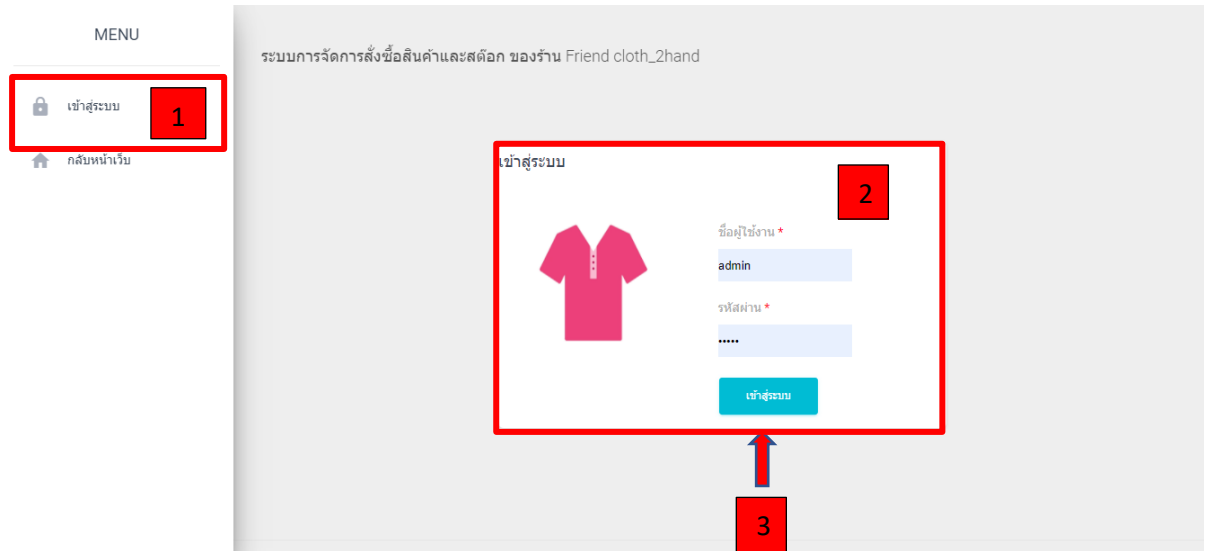 MENU
ระบบการจัดการสั่งซื้อสินค้าและสต๊อก ของร้าน Friend cloth_2hand
เข้าสู่ระบบ
1
กลับหน้าเว็บ
เข้าสู่ระบบ
2
ชื่อผู้ใช้งาน *
admin
รหัสผ่าน *
•••••
เข้าสู่ระบบ
3